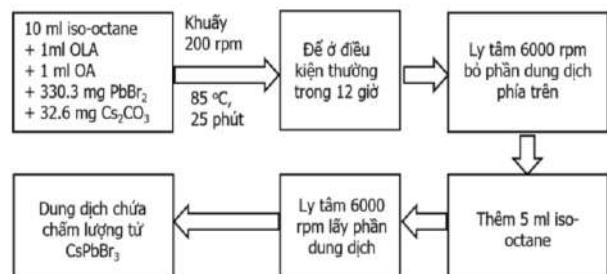 10 ml iso-octane
+ 1ml OLA
+ 1 ml OA
+ 330.3 mg PbBr₂
+ 32.6 mg Cs₂CO₃
Khuấy
200 rpm
85 ºC,
25 phút
Để ở điều
kiện thường
trong 12 giờ
Ly tâm 6000 rpm
bỏ phần dung dịch
phía trên
Thêm 5 ml iso-
octane
Ly tâm 6000
rpm lấy phần
dung dịch
Dung dịch chứa
chấm lượng tử
CsPbBr₃